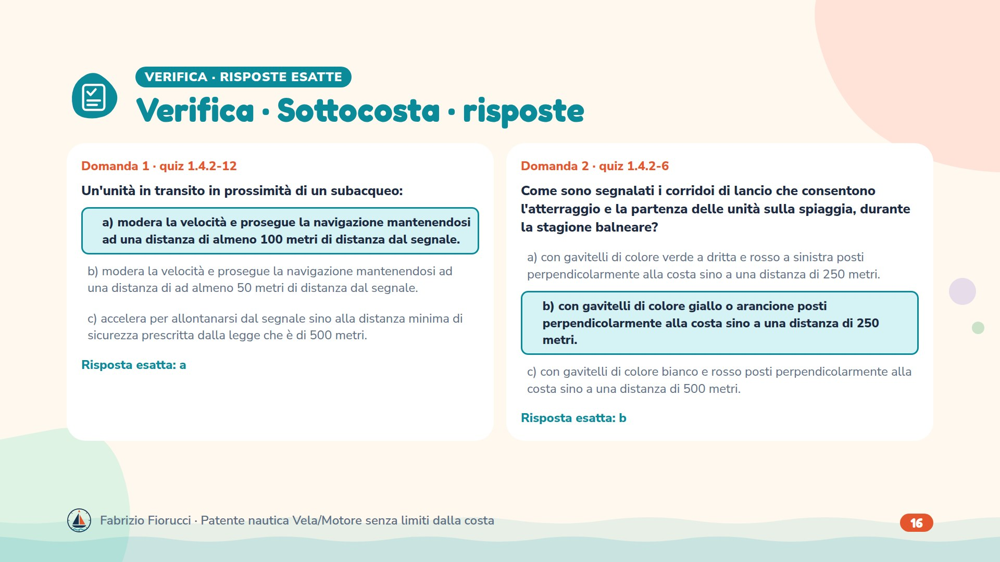 VERIFICA · RISPOSTE ESATTE
Verifica · Sottocosta · risposte
Domanda 1 · quiz 1.4.2-12
Un'unità in transito in prossimità di un subacqueo:
a) modera la velocità e prosegue la navigazione mantenendosi
ad una distanza di almeno 100 metri di distanza dal segnale.
b) modera la velocità e prosegue la navigazione mantenendosi ad
una distanza di ad almeno 50 metri di distanza dal segnale.
c) accelera per allontanarsi dal segnale sino alla distanza minima di
sicurezza prescritta dalla legge che è di 500 metri.
Risposta esatta: a
Domanda 2 · quiz 1.4.2-6
Come sono segnalati i corridoi di lancio che consentono
l'atterraggio e la partenza delle unità sulla spiaggia, durante
la stagione balneare?
a) con gavitelli di colore verde a dritta e rosso a sinistra posti
perpendicolarmente alla costa sino a una distanza di 250 metri.
b) con gavitelli di colore giallo o arancione posti
perpendicolarmente alla costa sino a una distanza di 250
metri.
c) con gavitelli di colore bianco e rosso posti perpendicolarmente alla
costa sino a una distanza di 500 metri.
Risposta esatta: b
Fabrizio Fiorucci · Patente nautica Vela/Motore senza limiti dalla costa
16